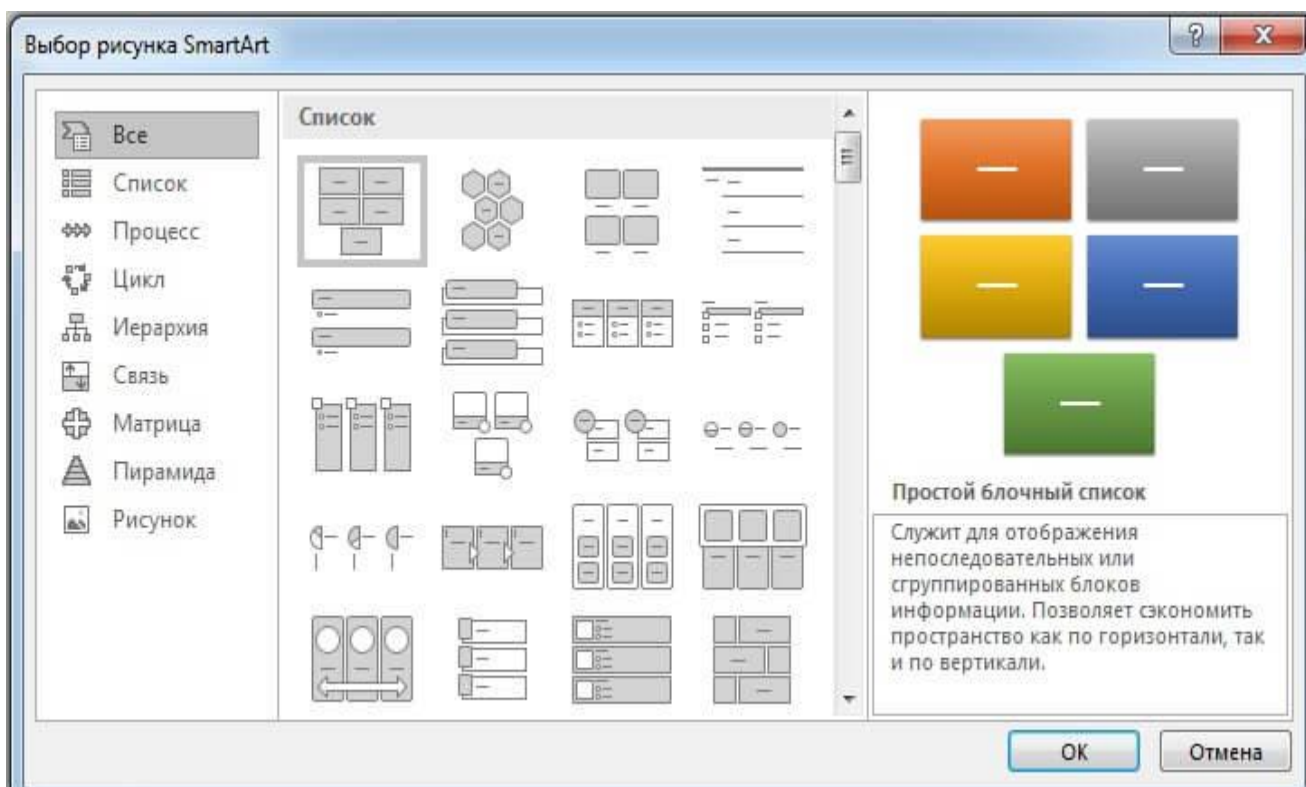 Выбор рисунка SmartArt
Все
Список
Процесс
Цикл
Иерархия
Связь
Матрица
Пирамида
Рисунок
Список
Простой блочный список
Служит для отображения
непоследовательных или
сгруппированных блоков
информации. Позволяет сэкономить
пространство как по горизонтали, так
и по вертикали.
ОК
Отмена